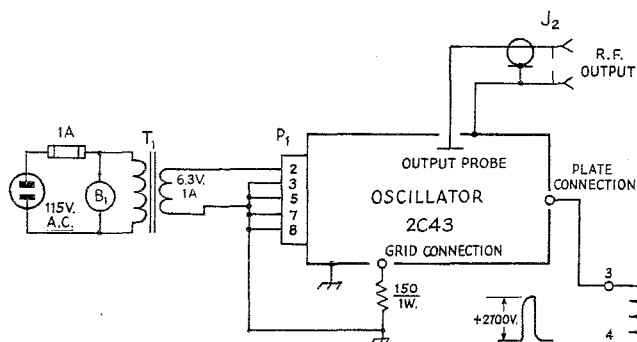 J2
R.F.
OUTPUT
1A
T1
P1
115V.
A.C.
B1
6.3V.
1A
2
3
5
7
8
OUTPUT PROBE
OSCILLATOR
2C43
GRID CONNECTION
PLATE
CONNECTION
150
1W.
+2700V.
3
4